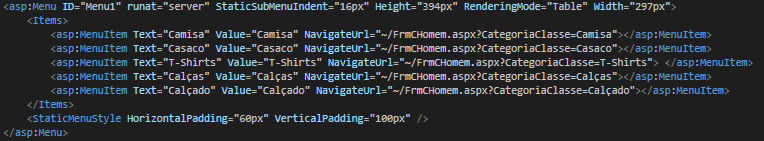 <asp:Menu ID="Menu1" runat="server" StaticSubMenuIndent="16px" Height="394px" RenderingMode="Table" Width="297px">
<Items>
<asp:MenuItem Text="Camisa" Value="Camisa" NavigateUrl="~/FrmCHomem.aspx?CategoriaClasse=Camisa"></asp:MenuItem>
<asp:MenuItem Text="Casaco" Value="Casaco" NavigateUrl="~/FrmCHomem.aspx?CategoriaClasse=Casaco"></asp:MenuItem>
<asp:MenuItem Text="T-Shirts" Value="T-Shirts" NavigateUrl="~/FrmCHomem.aspx?CategoriaClasse=T-Shirts"> </asp:MenuItem>
<asp:MenuItem Text="Calças" Value="Calças" NavigateUrl="~/FrmCHomem.aspx?CategoriaClasse=Calças"></asp:MenuItem>
<asp:MenuItem Text="Calçado" Value="Calçado" NavigateUrl="~/FrmCHomem.aspx?CategoriaClasse=Calçado"></asp:MenuItem>
</Items>
<StaticMenuStyle HorizontalPadding="60px" VerticalPadding="100px" />
</asp:Menu>